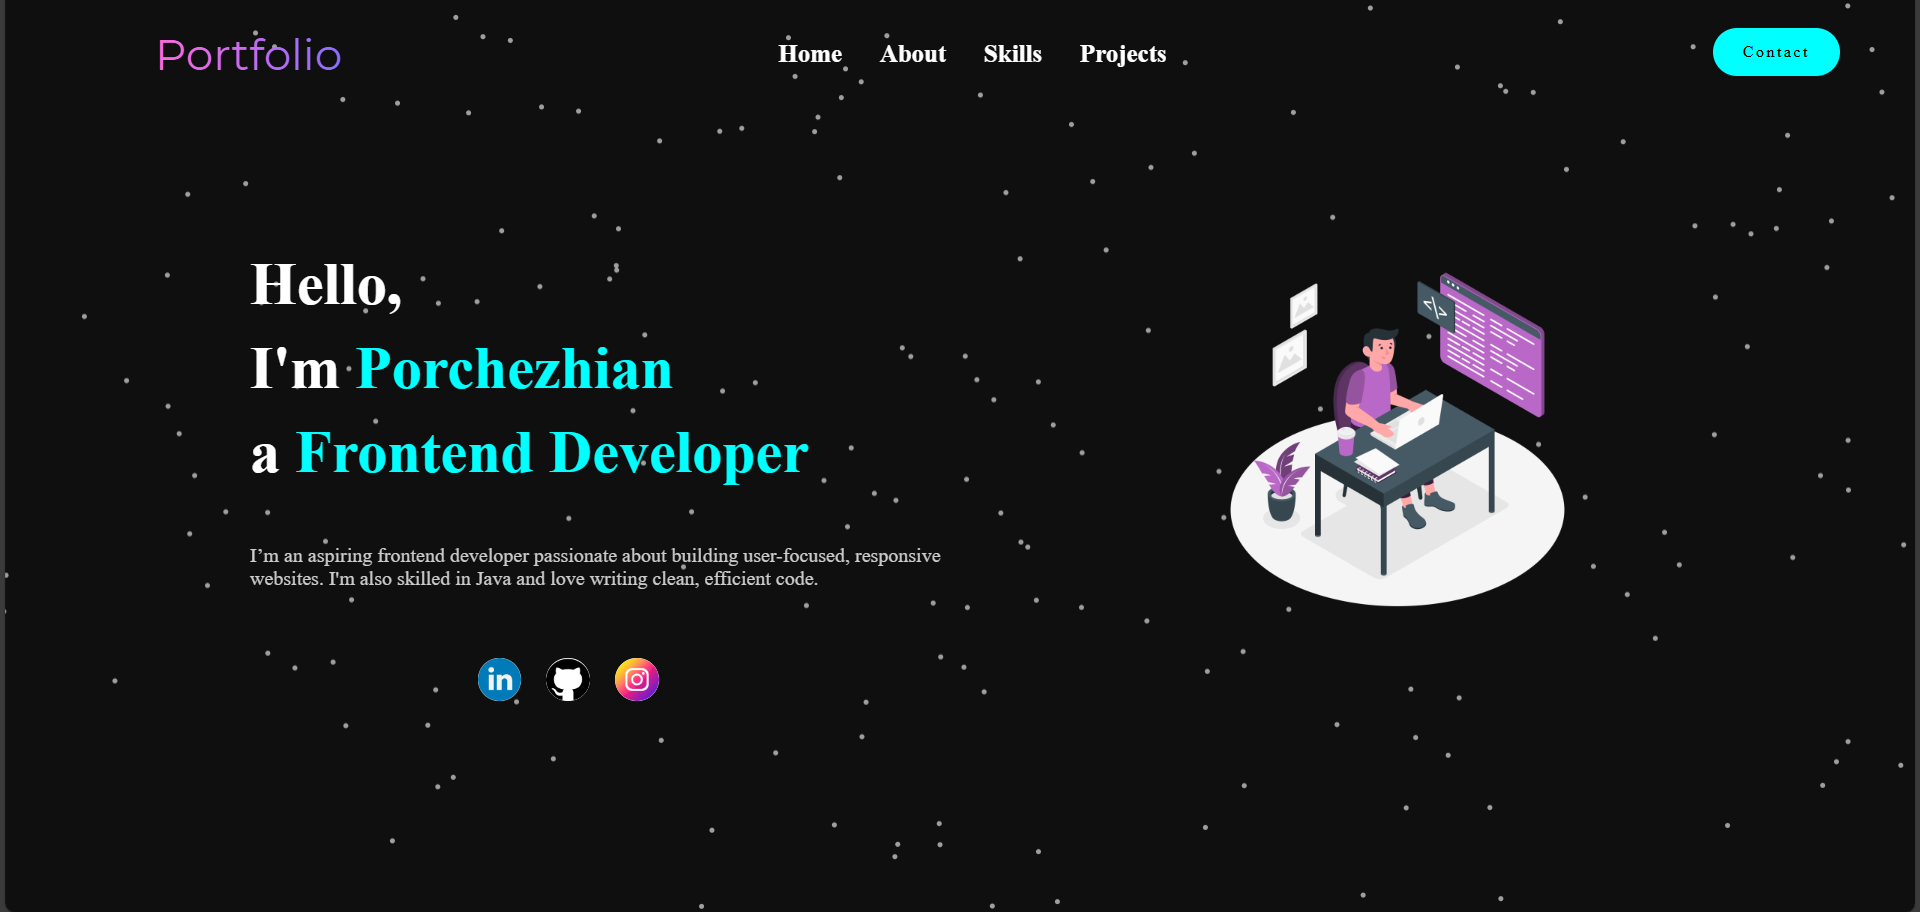 Portfolio
Home About Skills Projects
Contact
Hello,
I'm Porchezhian
a Frontend Developer
I’m an aspiring frontend developer passionate about building user-focused, responsive
websites. I'm also skilled in Java and love writing clean, efficient code.
in
</>